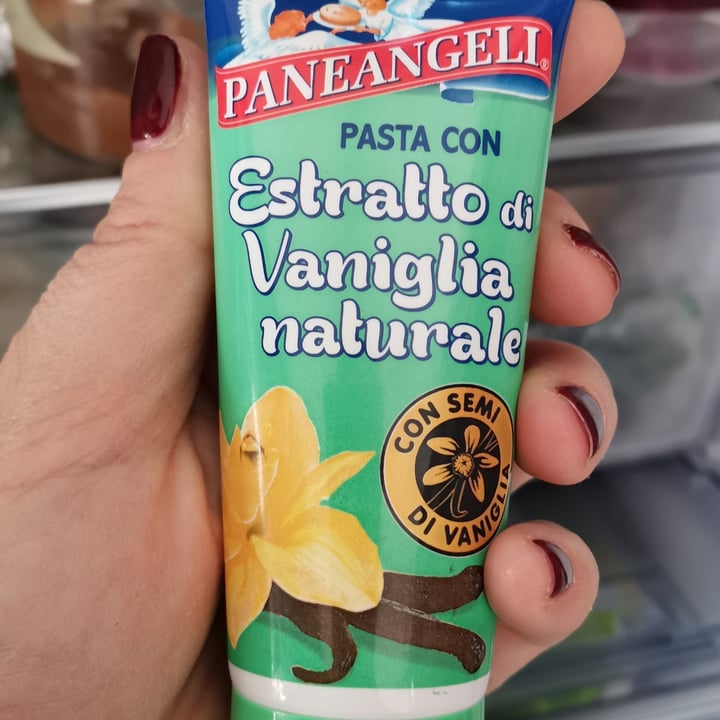 PANEANGELI®
PASTA CON
Estratto di
Vaniglia
naturale
CON SEMI
DI VANIGLIA